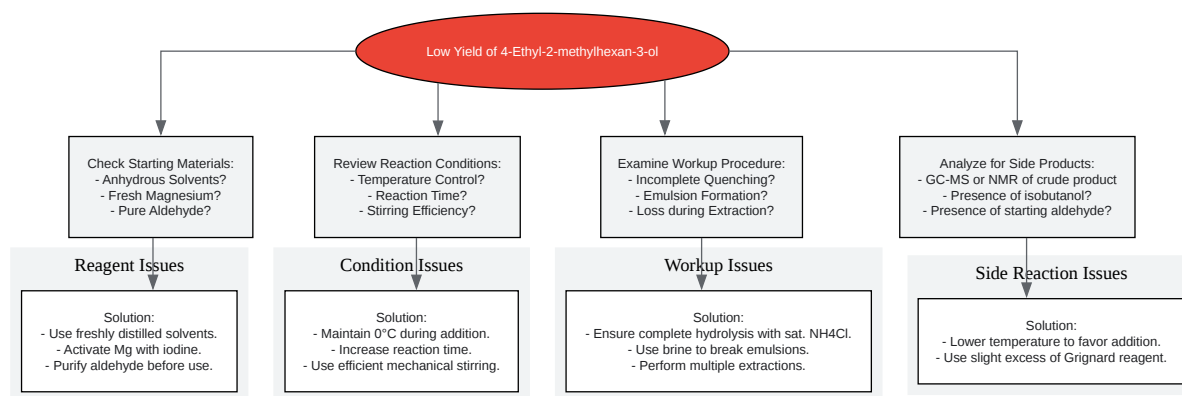 Low Yield of 4-Ethyl-2-methylhexan-3-ol
Check Starting Materials:
- Anhydrous Solvents?
- Fresh Magnesium?
- Pure Aldehyde?
Review Reaction Conditions:
- Temperature Control?
- Reaction Time?
- Stirring Efficiency?
Examine Workup Procedure:
- Incomplete Quenching?
- Emulsion Formation?
- Loss during Extraction?
Analyze for Side Products:
- GC-MS or NMR of crude product
- Presence of isobutanol?
- Presence of starting aldehyde?
Reagent Issues
Solution:
- Use freshly distilled solvents.
- Activate Mg with iodine.
- Purify aldehyde before use.
Condition Issues
Solution:
- Maintain 0°C during addition.
- Increase reaction time.
- Use efficient mechanical stirring.
Workup Issues
Solution:
- Ensure complete hydrolysis with sat. NH4Cl.
- Use brine to break emulsions.
- Perform multiple extractions.
Side Reaction Issues
Solution:
- Lower temperature to favor addition.
- Use slight excess of Grignard reagent.